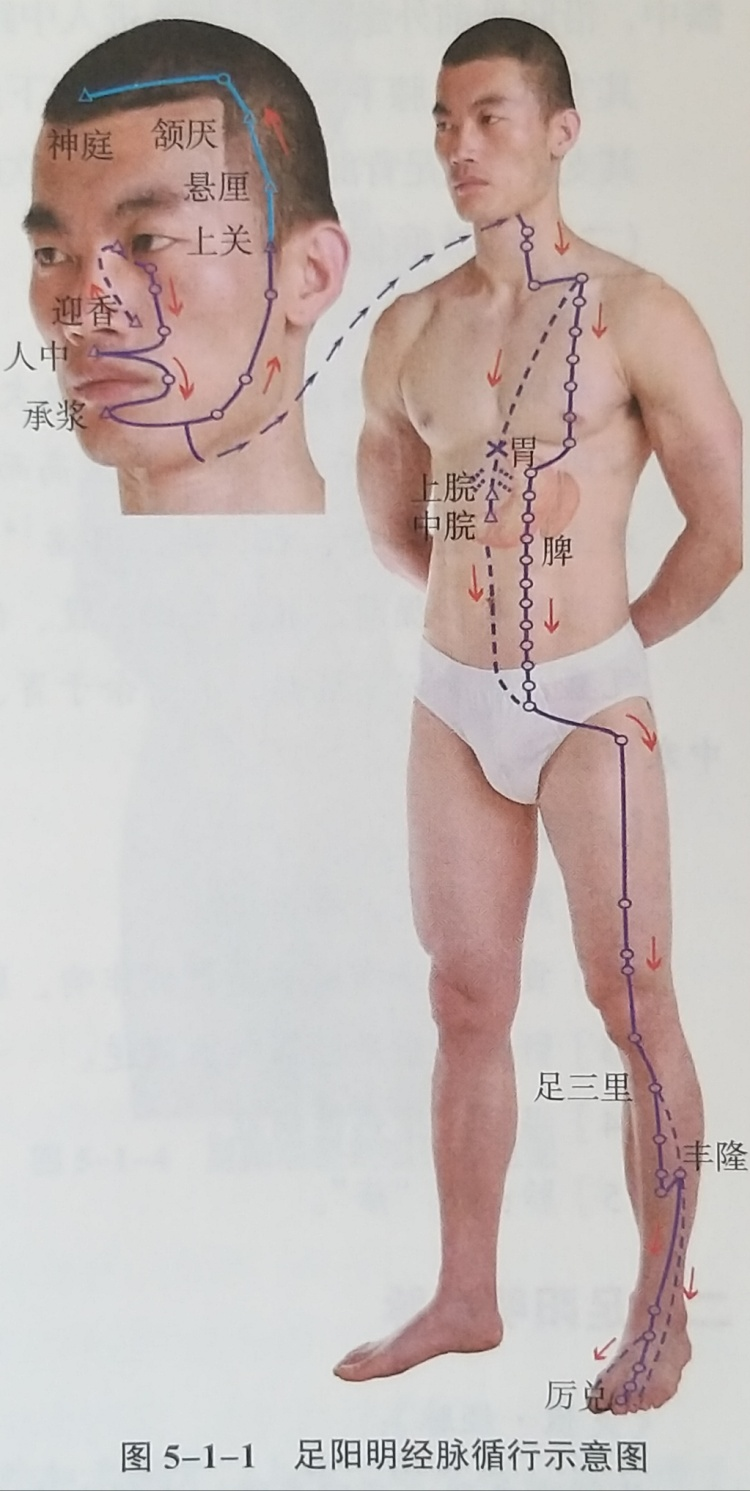 神庭
颔厌
悬厘
上关
迎香
人中
承浆
胃
上脘
中脘
脾
足三里
丰隆
厉兑
图 5-1-1 足阳明经脉循行示意图